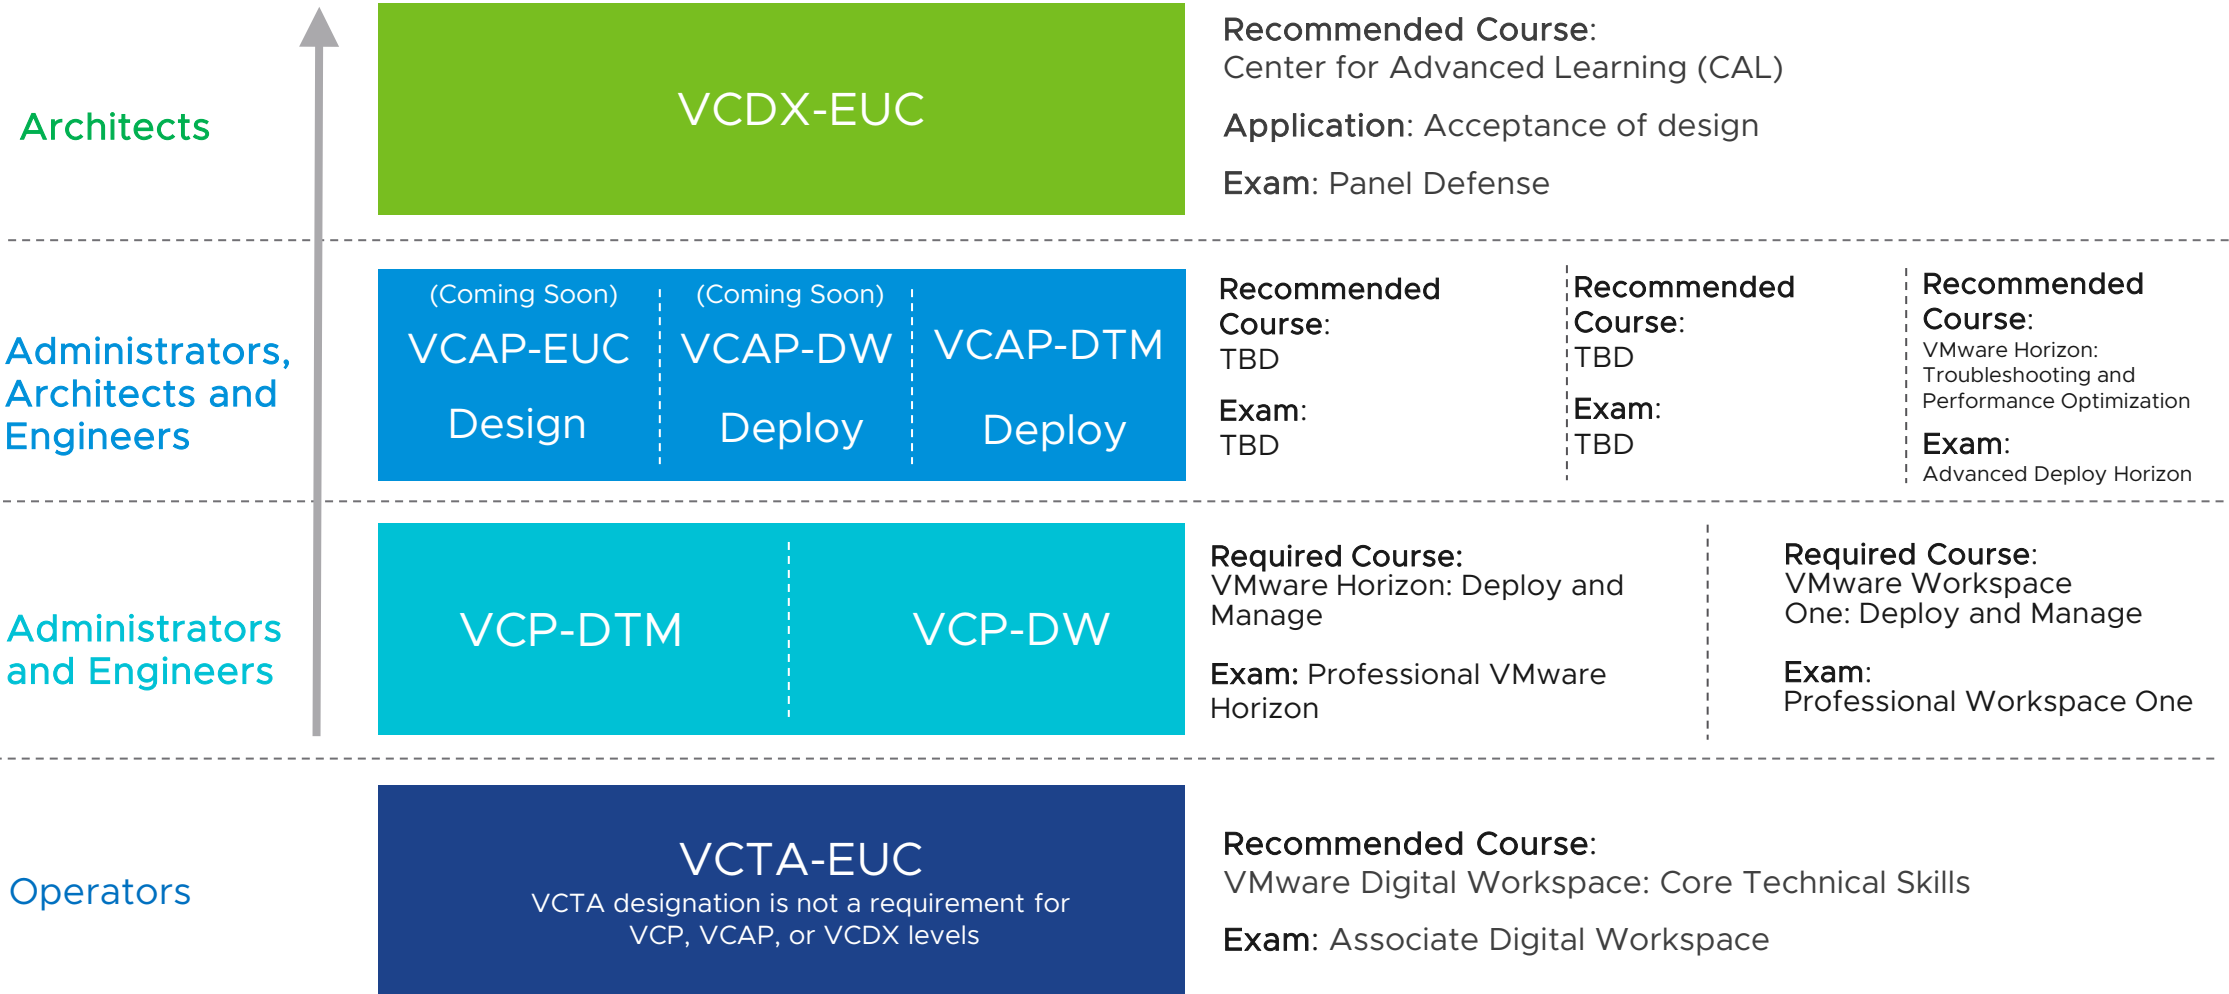 Architects
VCDX-EUC
Recommended Course:
Center for Advanced Learning (CAL)
Application: Acceptance of design
Exam: Panel Defense
Administrators,
Architects and
Engineers
(Coming Soon)
VCAP-EUC
Design
(Coming Soon)
VCAP-DW
Deploy
VCAP-DTM
Deploy
Recommended
Course:
TBD
Exam:
TBD
Recommended
Course:
TBD
Exam:
TBD
Recommended
Course:
VMware Horizon:
Troubleshooting and
Performance Optimization
Exam:
Advanced Deploy Horizon
Administrators
and Engineers
VCP-DTM
VCP-DW
Required Course:
VMware Horizon: Deploy and
Manage
Exam: Professional VMware
Horizon
Required Course:
VMware Workspace
One: Deploy and Manage
Exam:
Professional Workspace One
Operators
VCTA-EUC
VCTA designation is not a requirement for
VCP, VCAP, or VCDX levels
Recommended Course:
VMware Digital Workspace: Core Technical Skills
Exam: Associate Digital Workspace